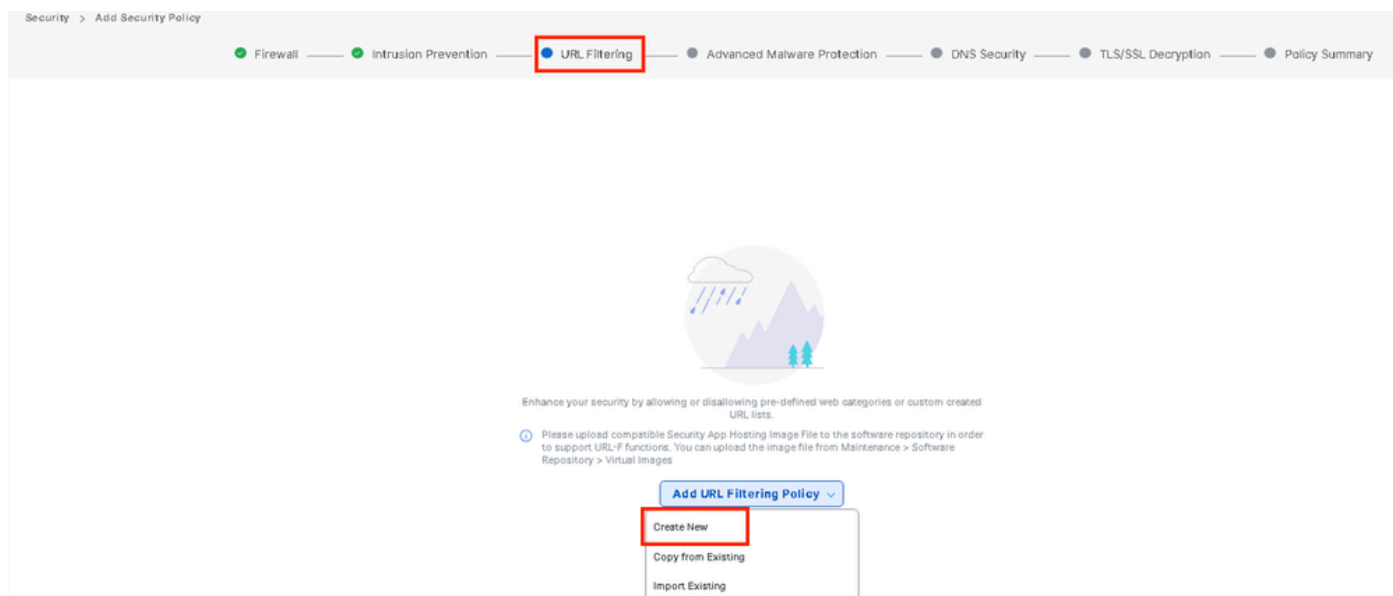 Security > Add Security Policy
Firewall Intrusion Prevention URL Filtering Advanced Malware Protection DNS Security TLS/SSL Decryption Policy Summary
Enhance your security by allowing or disallowing pre-defined web categories or custom created
URL lists.
Please upload compatible Security App Hosting Image File to the software repository in order
to support URL-F functions. You can upload the image file from Maintenance > Software
Repository > Virtual Images
Add URL Filtering Policy
Create New
Copy from Existing
Import Existing